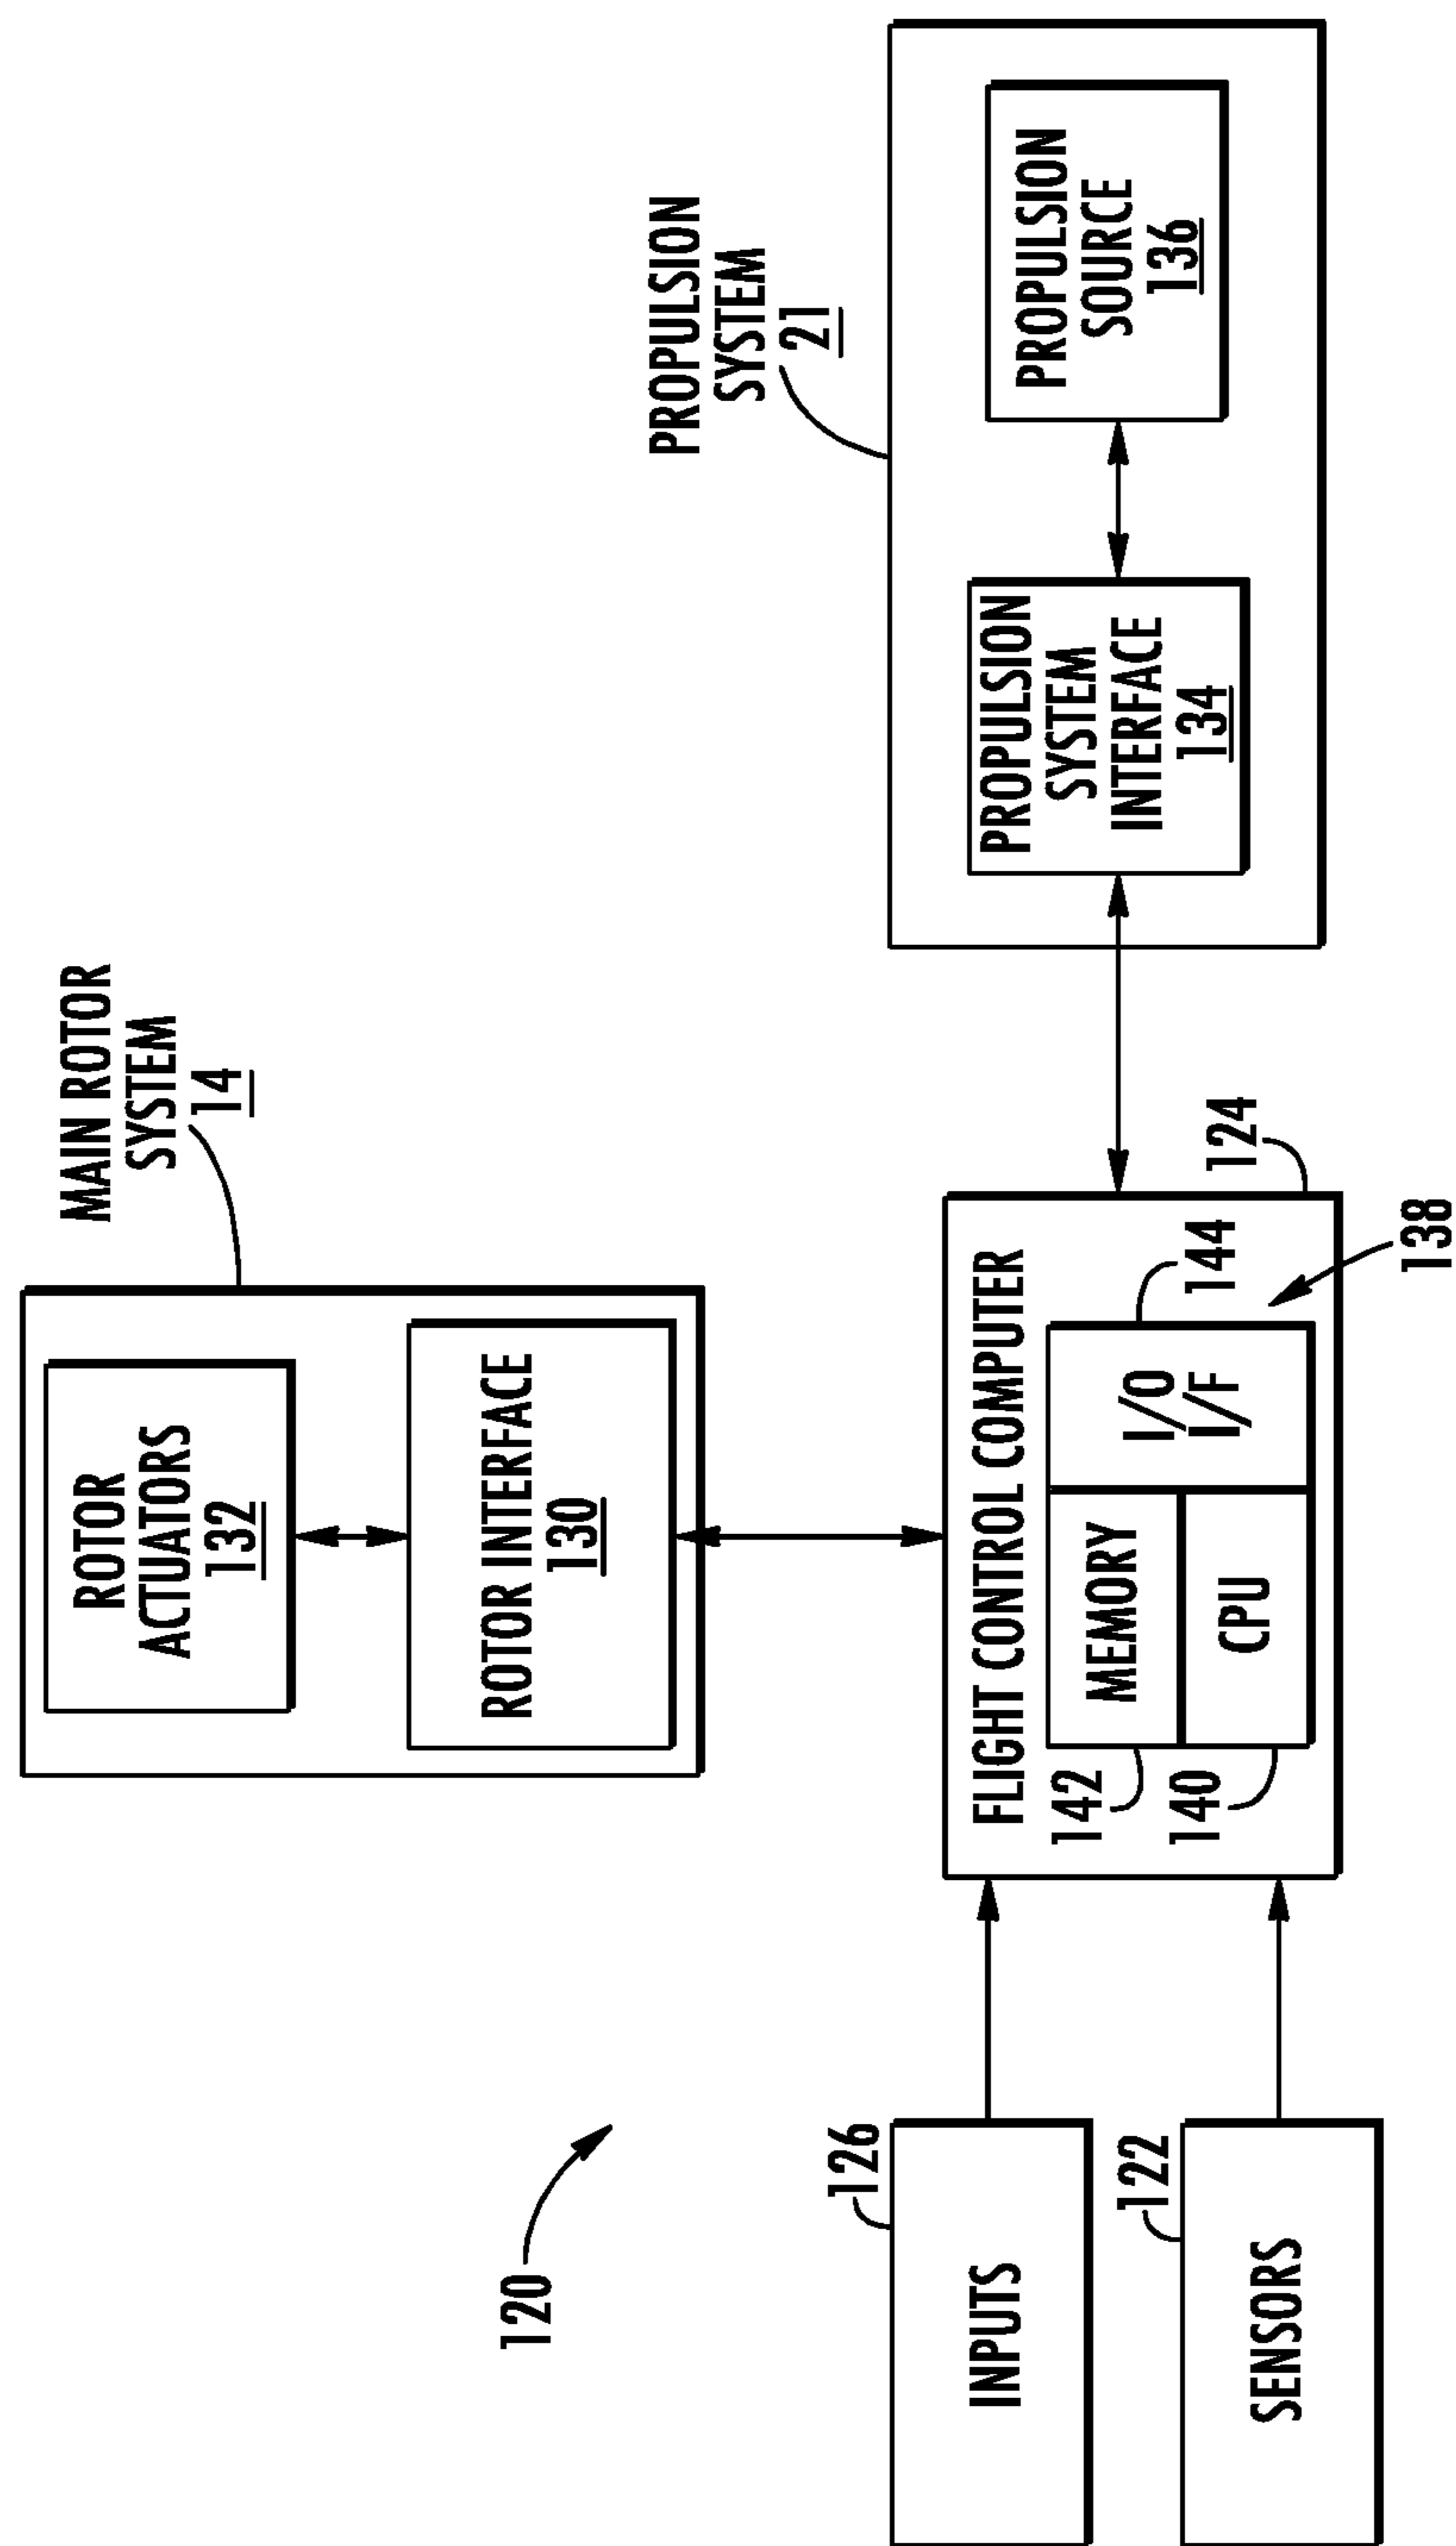 MAIN ROTOR
SYSTEM
14
ROTOR
ACTUATORS
132
ROTOR INTERFACE
130
PROPULSION
SYSTEM
21
PROPULSION
SYSTEM
INTERFACE
134
PROPULSION
SOURCE
136
120
126
INPUTS
122
SENSORS
FLIGHT CONTROL COMPUTER
124
142
MEMORY
140
CPU
I/O
I/F
144
138